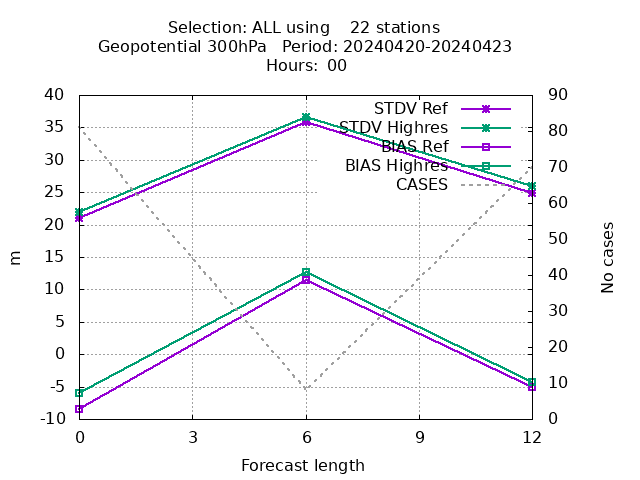 Selection: ALL using    22 stations
Geopotential 300hPa   Period: 20240420-20240423
Hours: 00
40
35
30
25
20
15
10
5
0
-5
-10
90
80
70
60
50
40
30
20
10
0
STDV Ref
STDV Highres
BIAS Ref
BIAS Highres
CASES
m
No cases
0 3 6 9 12
Forecast length